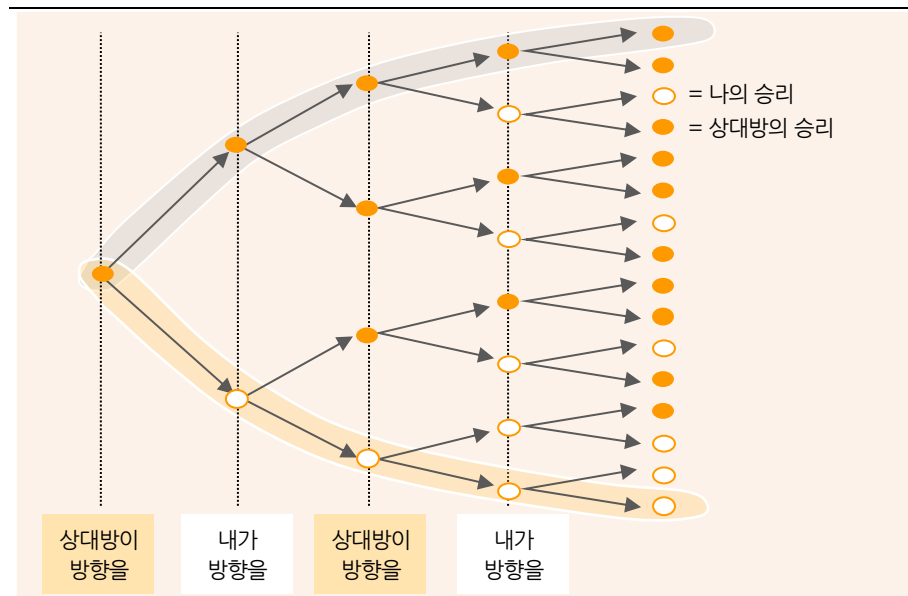 = 나의 승리
= 상대방의 승리
상대방이
방향을
내가
방향을
상대방이
방향을
내가
방향을